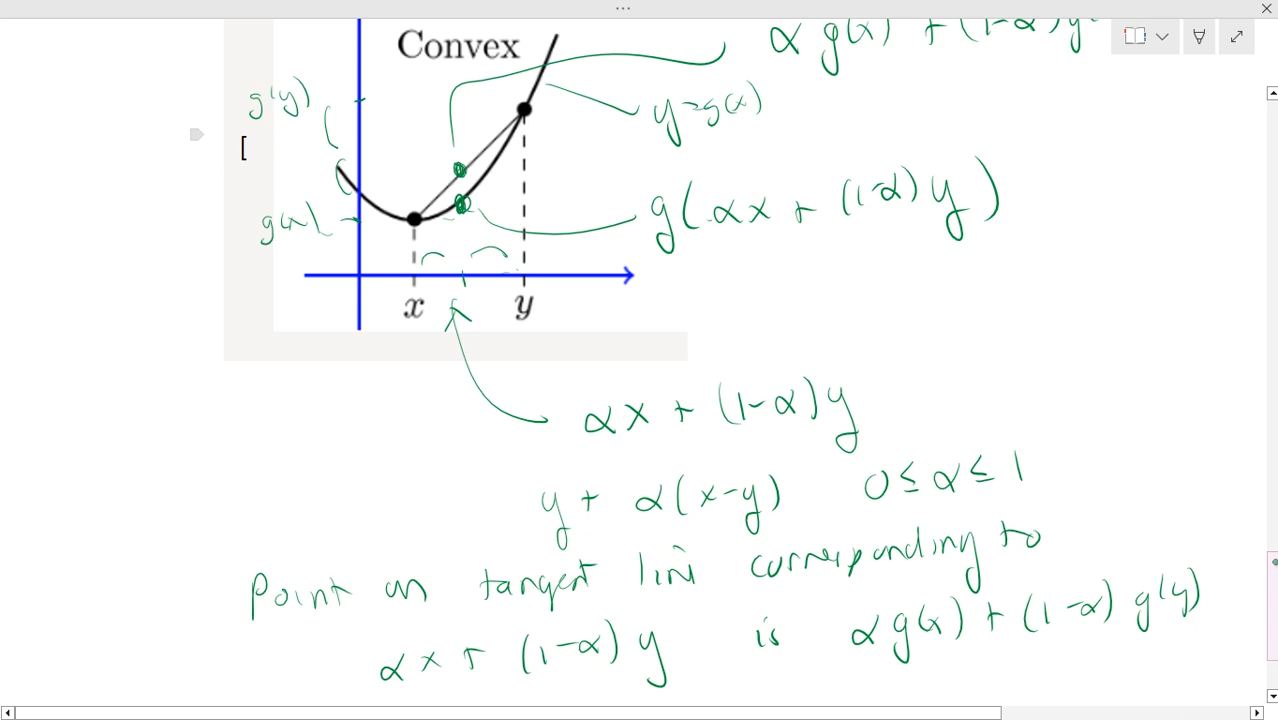 α g(x) + (1-α) y
Convex
g(y)
y = g(x)
[
g(αx + (1-α) y)
g(x)
x y
αx + (1-α) y
y + α(x-y) 0 ≤ α ≤ 1
Point on tangent line corresponding to
αx + (1-α) y is α g(x) + (1-α) g(y)